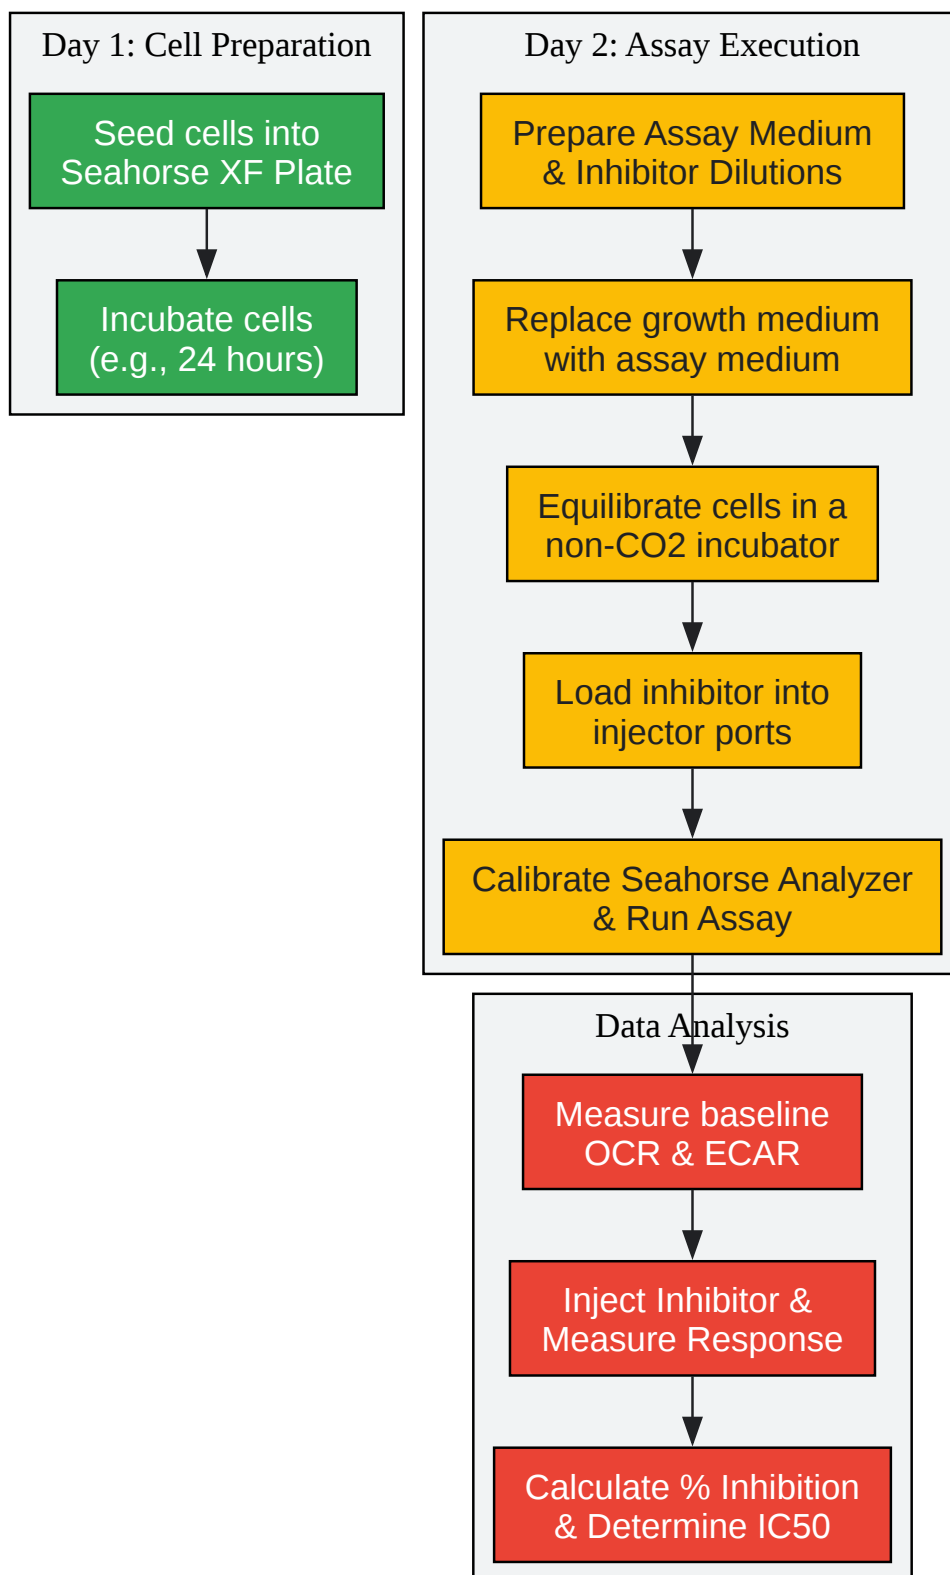 Day 1: Cell Preparation
Seed cells into
Seahorse XF Plate
Incubate cells
(e.g., 24 hours)
Day 2: Assay Execution
Prepare Assay Medium
& Inhibitor Dilutions
Replace growth medium
with assay medium
Equilibrate cells in a
non-CO2 incubator
Load inhibitor into
injector ports
Calibrate Seahorse Analyzer
& Run Assay
Data Analysis
Measure baseline
OCR & ECAR
Inject Inhibitor &
Measure Response
Calculate % Inhibition
& Determine IC50